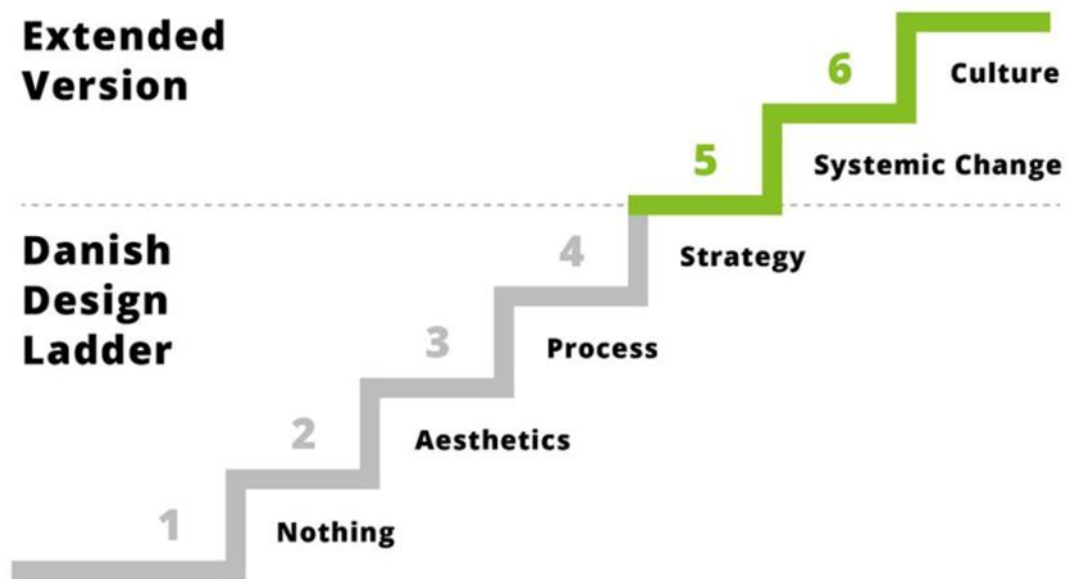 Extended
Version
6
Culture
5
Systemic Change
Danish
Design
Ladder
4
Strategy
3
Process
2
Aesthetics
1
Nothing